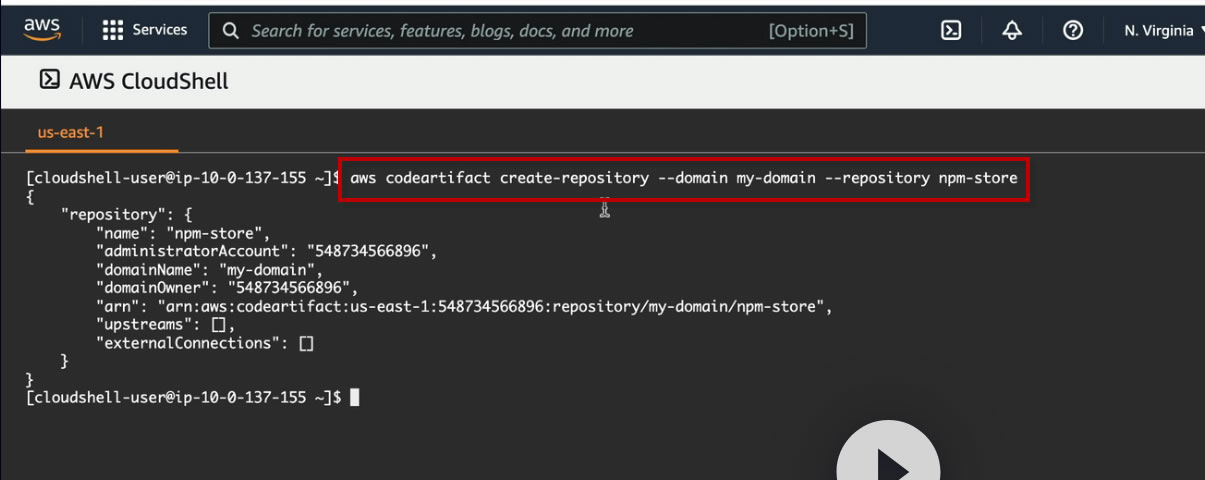 aws Services Search for services, features, blogs, docs, and more [Option+S] N. Virginia
AWS CloudShell
us-east-1
[cloudshell-user@ip-10-0-137-155 ~]$ aws codeartifact create-repository --domain my-domain --repository npm-store
{
    "repository": {
        "name": "npm-store",
        "administratorAccount": "548734566896",
        "domainName": "my-domain",
        "domainOwner": "548734566896",
        "arn": "arn:aws:codeartifact:us-east-1:548734566896:repository/my-domain/npm-store",
        "upstreams": [],
        "externalConnections": []
    }
}
[cloudshell-user@ip-10-0-137-155 ~]$